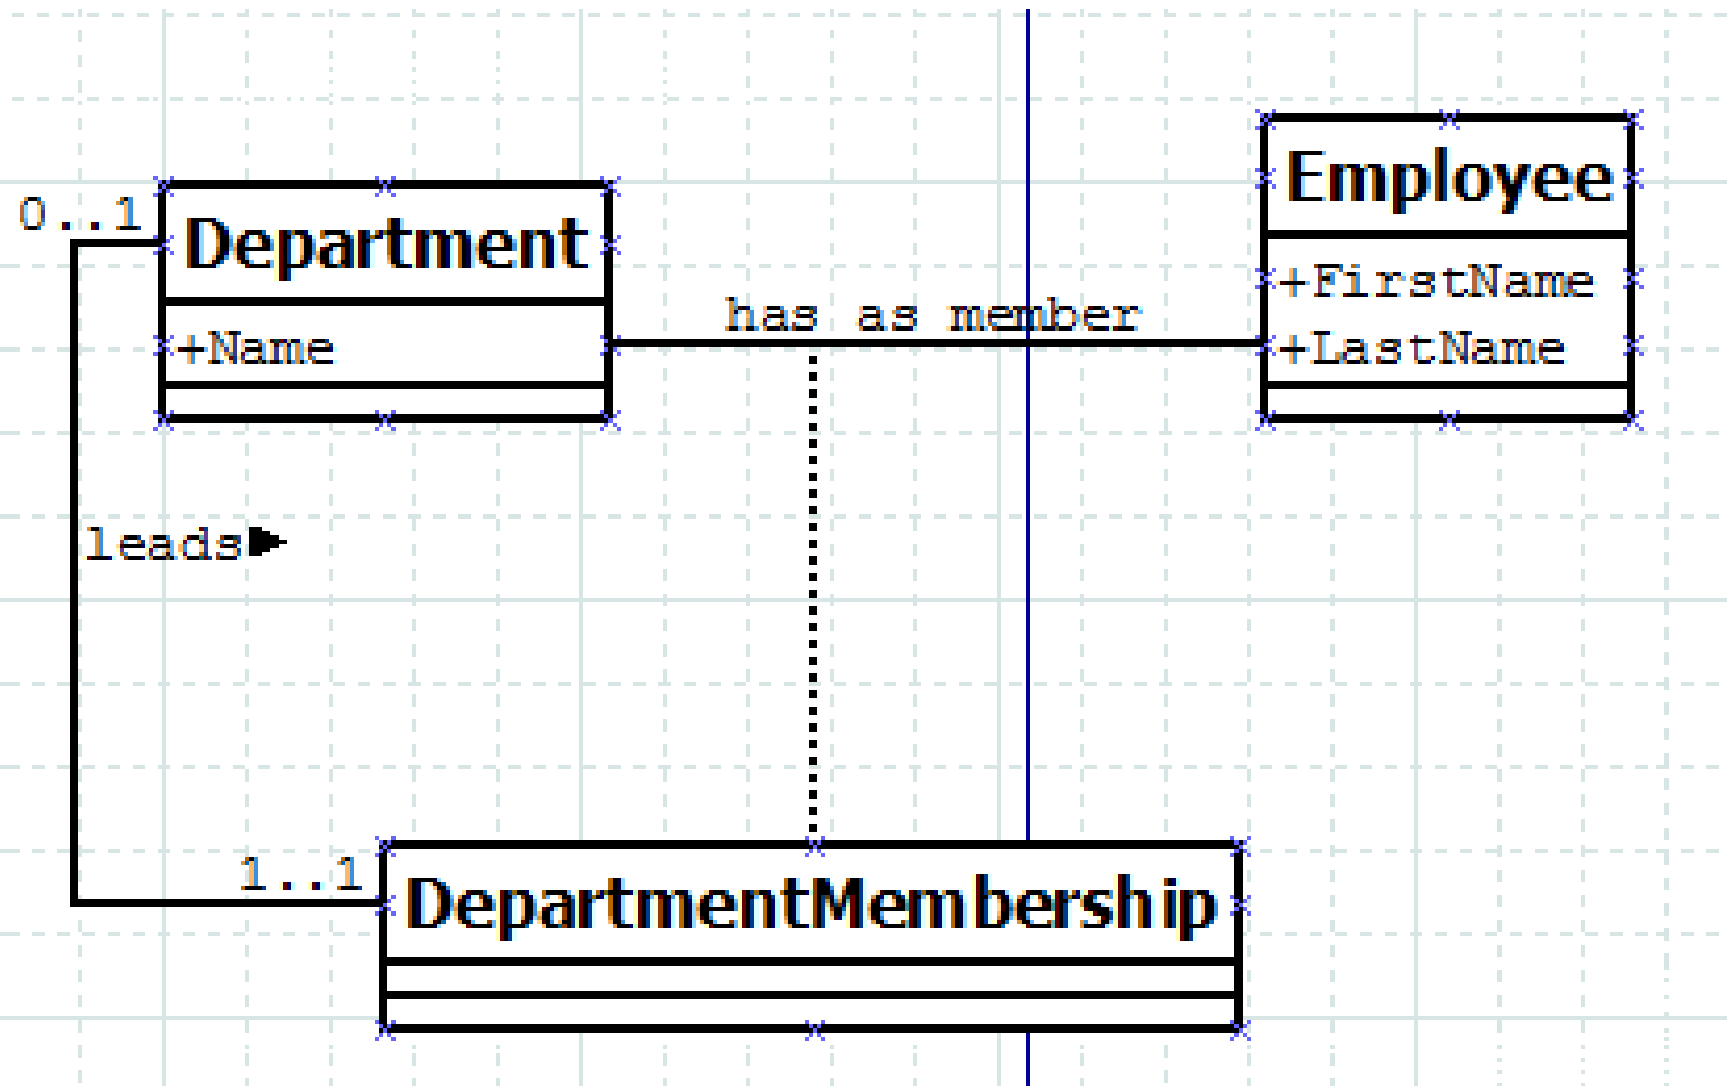 Employee
0..1
Department
+FirstName
has as member
+Name
+LastName
leads
1..1
DepartmentMembership